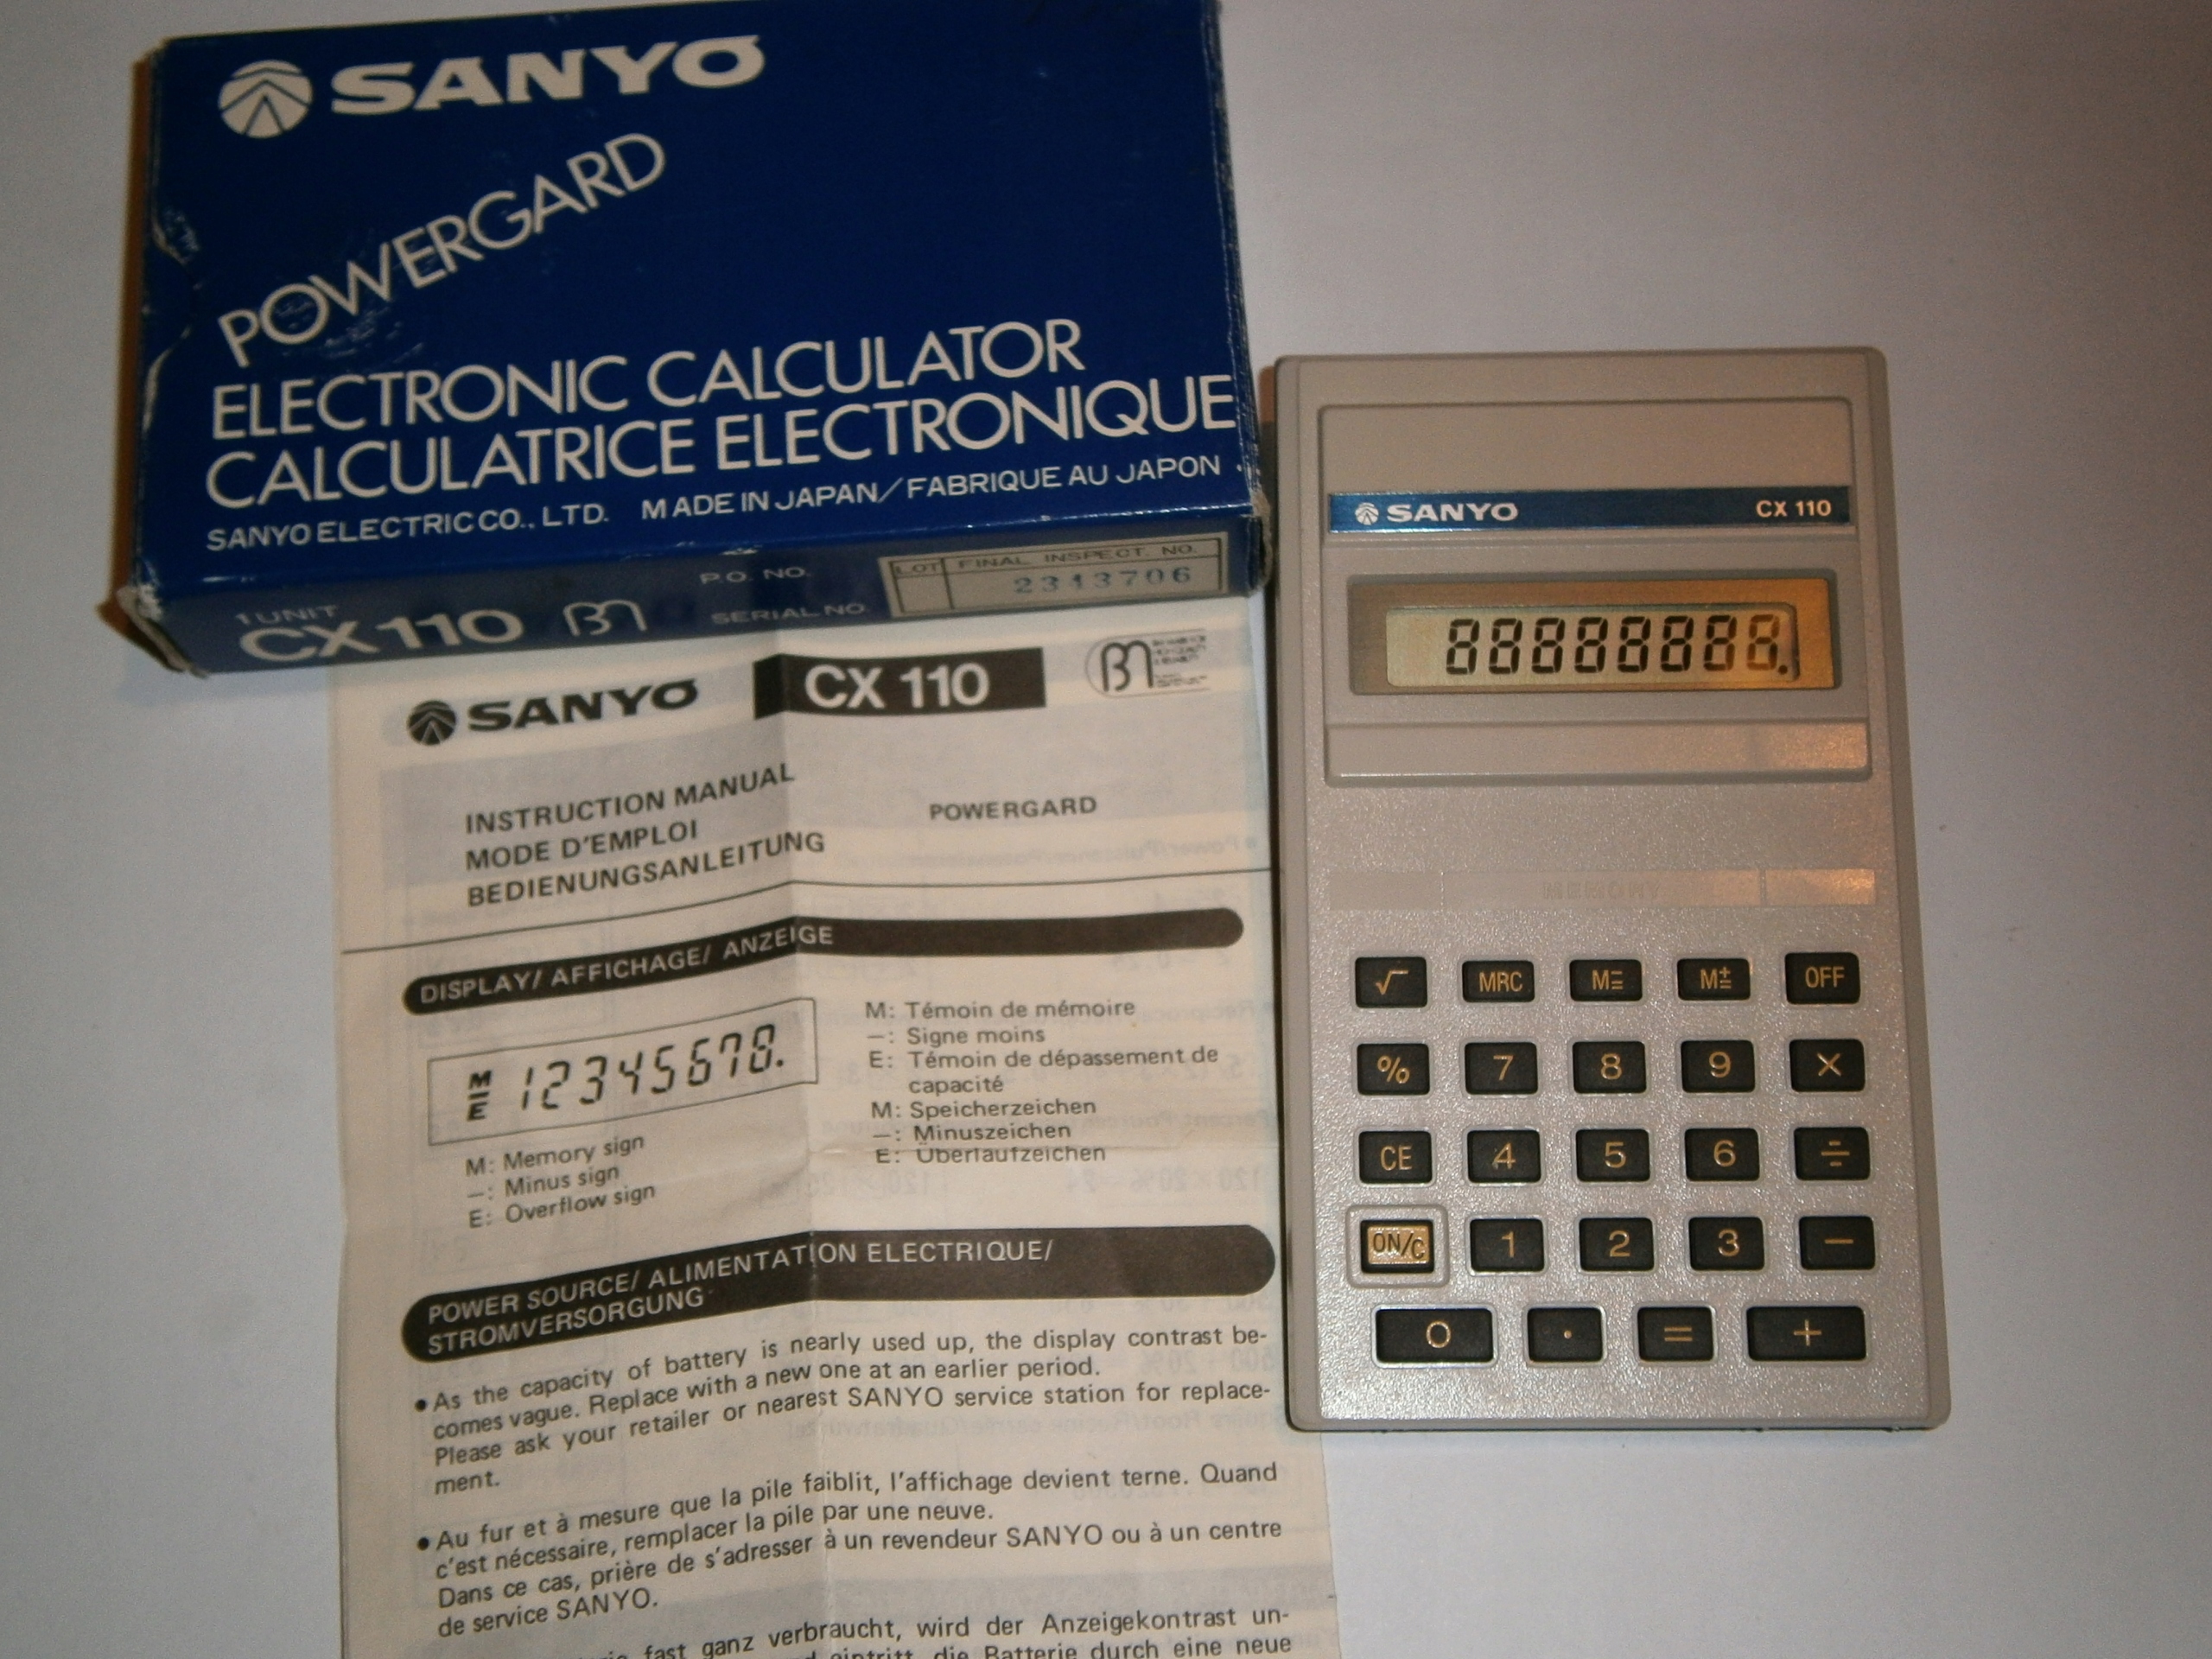 SANYO
POWERGARD
ELECTRONIC CALCULATOR
CALCULATRICE ELECTRONIQUE
SANYO ELECTRIC CO., LTD. MADE IN JAPAN/FABRIQUE AU JAPON
1 UNIT
CX 110
P.O. NO.
SERIAL NO.
LOT FINAL INSPECT. NO.
2343706
SANYO CX 110
INSTRUCTION MANUAL
MODE D'EMPLOI
BEDIENUNGSANLEITUNG
POWERGARD
DISPLAY/ AFFICHAGE/ ANZEIGE
M
—
E
12345678.
M: Memory sign
—: Minus sign
E: Overflow sign
M: Témoin de mémoire
—: Signe moins
E: Témoin de dépassement de
capacité
M: Speicherzeichen
—: Minuszeichen
E: Überlaufzeichen
POWER SOURCE/ ALIMENTATION ELECTRIQUE/
STROMVERSORGUNG
• As the capacity of battery is nearly used up, the display contrast be-
comes vague. Replace with a new one at an earlier period.
Please ask your retailer or nearest SANYO service station for replace-
ment.
• Au fur et à mesure que la pile faiblit, l'affichage devient terne. Quand
c'est nécessaire, remplacer la pile par une neuve.
Dans ce cas, prière de s'adresser à un revendeur SANYO ou à un centre
de service SANYO.
fast ganz verbraucht, wird der Anzeigekontrast un-
eintritt, die Batterie durch eine neue
SANYO CX 110
88888888.
MEMORY
√ MRC M= M± OFF
% 7 8 9 ×
CE 4 5 6 ÷
ON/C 1 2 3 −
0 . = +